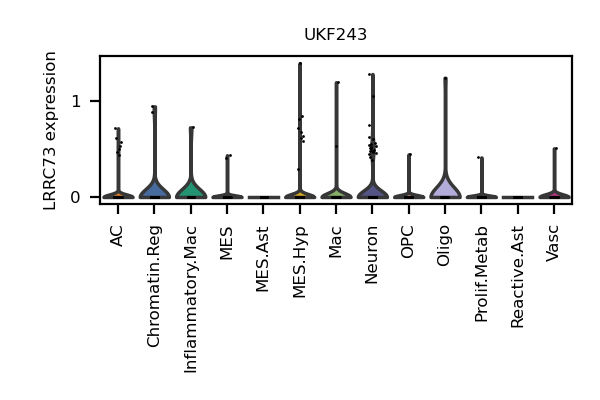 UKF243
LRRC73 expression
1
0
AC
Chromatin.Reg
Inflammatory.Mac
MES
MES.Ast
MES.Hyp
Mac
Neuron
OPC
Oligo
Prolif.Metab
Reactive.Ast
Vasc